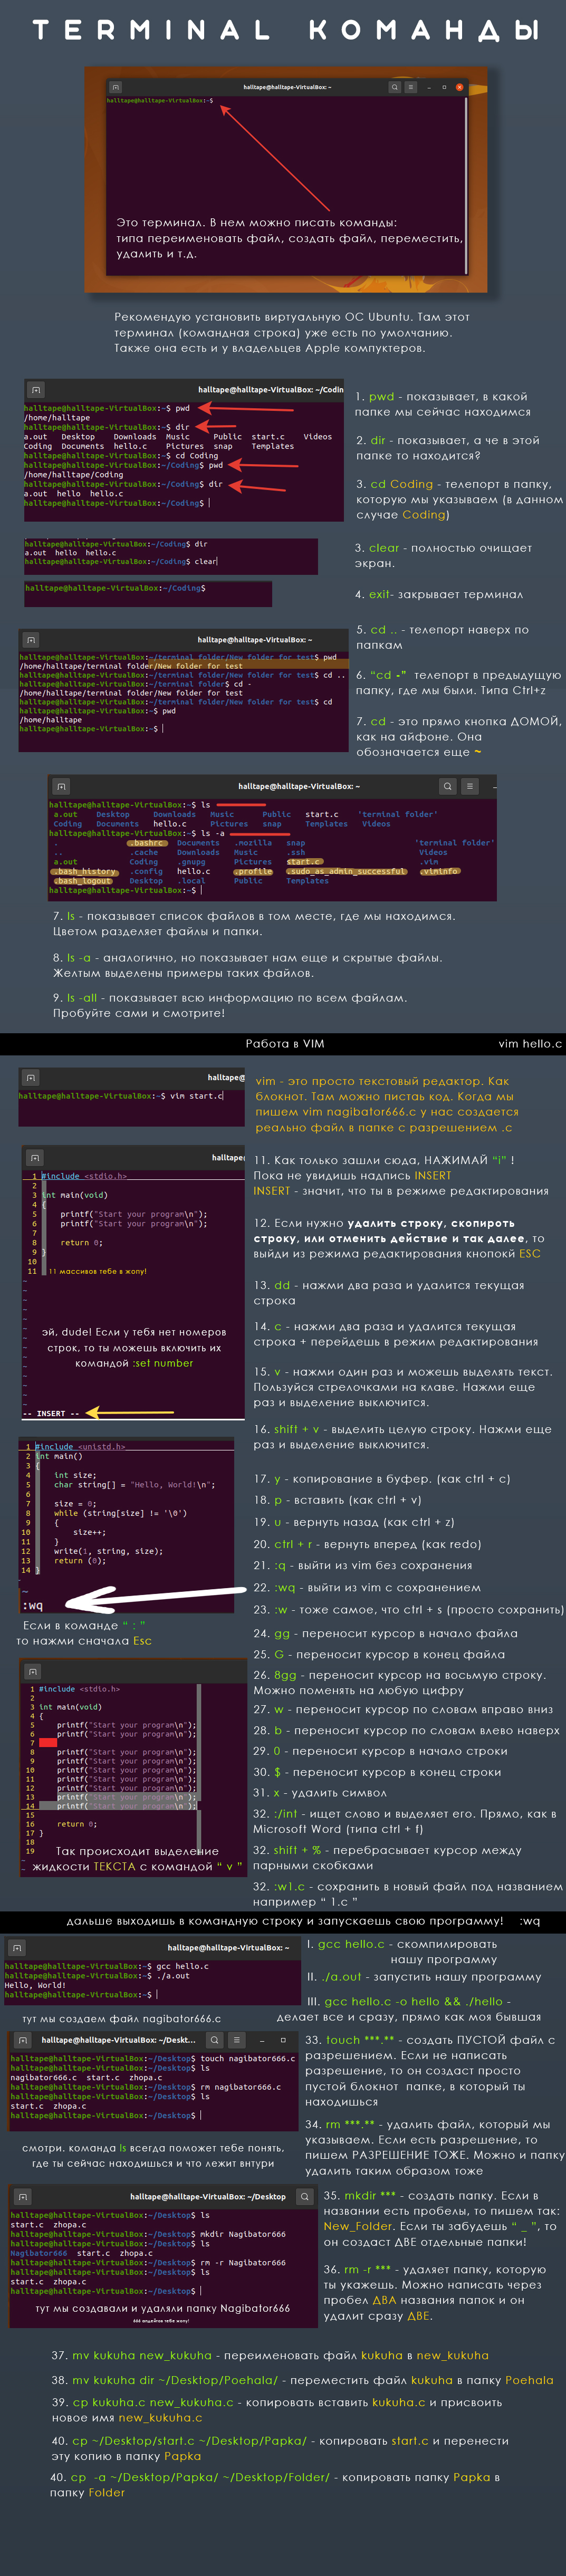 TERMINAL КОМАНДЫ
halltape@halltape-VirtualBox: ~
halltape@halltape-VirtualBox:~$
Это терминал. В нем можно писать команды:
типа переименовать файл, создать файл, переместить,
удалить и т.д.
Рекомендую установить виртуальную ОС Ubuntu. Там этот
терминал (командная строка) уже есть по умолчанию.
Также она есть и у владельцев Apple компуктеров.
halltape@halltape-VirtualBox: ~/Codin
halltape@halltape-VirtualBox:~$ pwd
/home/halltape
halltape@halltape-VirtualBox:~$ dir
a.out Desktop Downloads Music Public start.c Videos
Coding Documents hello.c Pictures snap Templates
halltape@halltape-VirtualBox:~$ cd Coding
halltape@halltape-VirtualBox:~/Coding$ pwd
/home/halltape/Coding
halltape@halltape-VirtualBox:~/Coding$ dir
a.out hello hello.c
halltape@halltape-VirtualBox:~/Coding$
1. pwd - показывает, в какой
папке мы сейчас находимся
2. dir - показывает, а че в этой
папке то находится?
3. cd Coding - телепорт в папку,
которую мы указываем (в данном
случае Coding)
halltape@halltape-VirtualBox:~/Coding$ dir
a.out hello hello.c
halltape@halltape-VirtualBox:~/Coding$ clear
halltape@halltape-VirtualBox:~/Coding$
3. clear - полностью очищает
экран.
4. exit- закрывает терминал
halltape@halltape-VirtualBox: ~
halltape@halltape-VirtualBox:~/terminal folder/New folder for test$ pwd
/home/halltape/terminal folder/New folder for test
halltape@halltape-VirtualBox:~/terminal folder/New folder for test$ cd ..
halltape@halltape-VirtualBox:~/terminal folder$ cd -
/home/halltape/terminal folder/New folder for test
halltape@halltape-VirtualBox:~/terminal folder/New folder for test$ cd
halltape@halltape-VirtualBox:~$ pwd
/home/halltape
halltape@halltape-VirtualBox:~$
5. cd .. - телепорт наверх по
папкам
6. “cd -” телепорт в предыдущую
папку, где мы были. Типа Ctrl+z
7. cd - это прямо кнопка ДОМОЙ,
как на айфоне. Она
обозначается еще ~
halltape@halltape-VirtualBox: ~
halltape@halltape-VirtualBox:~$ ls
a.out Desktop Downloads Music Public start.c 'terminal folder'
Coding Documents hello.c Pictures snap Templates Videos
halltape@halltape-VirtualBox:~$ ls -a
. .bashrc Documents .mozilla snap 'terminal folder'
.. .cache Downloads Music .ssh Videos
a.out Coding .gnupg Pictures start.c .vim
.bash_history .config hello.c .profile .sudo_as_admin_successful .viminfo
.bash_logout Desktop .local Public Templates
halltape@halltape-VirtualBox:~$
7. ls - показывает список файлов в том месте, где мы находимся.
Цветом разделяет файлы и папки.
8. ls -a - аналогично, но показывает нам еще и скрытые файлы.
Желтым выделены примеры таких файлов.
9. ls -all - показывает всю информацию по всем файлам.
Пробуйте сами и смотрите!
Работа в VIM vim hello.c
halltape@
halltape@halltape-VirtualBox:~$ vim start.c
vim - это просто текстовый редактор. Как
блокнот. Там можно пистаь код. Когда мы
пишем vim nagibator666.c у нас создается
реально файл в папке с разрешением .c
halltape
1 #include <stdio.h>
2
3 int main(void)
4 {
5 printf("Start your program\n");
6 printf("Start your program\n");
7
8 return 0;
9 }
10
11 11 массивов тебе в жопу!
эй, dude! Если у тебя нет номеров
строк, то ты можешь включить их
командой :set number
-- INSERT --
11. Как только зашли сюда, НАЖИМАЙ “i” !
Пока не увидишь надпись INSERT
INSERT - значит, что ты в режиме редактирования
12. Если нужно удалить строку, скопироть
строку, или отменить действие и так далее, то
выйди из режима редактирования кнопкой ESC
13. dd - нажми два раза и удалится текущая
строка
14. c - нажми два раза и удалится текущая
строка + перейдешь в режим редактирования
15. v - нажми один раз и можешь выделять текст.
Пользуйся стрелочками на клаве. Нажми еще
раз и выделение выключится.
16. shift + v - выделить целую строку. Нажми еще
раз и выделение выключится.
1 #include <unistd.h>
2 int main()
3 {
4 int size;
5 char string[] = "Hello, World!\n";
6
7 size = 0;
8 while (string[size] != '\0')
9 {
10 size++;
11 }
12 write(1, string, size);
13 return (0);
14 }
~
:wq
Если в команде “ : ”
то нажми сначала Esc
17. y - копирование в буфер. (как ctrl + c)
18. p - вставить (как ctrl + v)
19. u - вернуть назад (как ctrl + z)
20. ctrl + r - вернуть вперед (как redo)
21. :q - выйти из vim без сохранения
22. :wq - выйти из vim с сохранением
23. :w - тоже самое, что ctrl + s (просто сохранить)
24. gg - переносит курсор в начало файла
25. G - переносит курсор в конец файла
26. 8gg - переносит курсор на восьмую строку.
Можно поменять на любую цифру
27. w - переносит курсор по словам вправо вниз
28. b - переносит курсор по словам влево наверх
29. 0 - переносит курсор в начало строки
30. $ - переносит курсор в конец строки
31. x - удалить символ
32. :/int - ищет слово и выделяет его. Прямо, как в
Microsoft Word (типа ctrl + f)
32. shift + % - перебрасывает курсор между
парными скобками
32. :w1.c - сохранить в новый файл под названием
например “ 1.c ”
1 #include <stdio.h>
2
3 int main(void)
4 {
5 printf("Start your program\n");
6 printf("Start your program\n");
7
8 printf("Start your program\n");
9 printf("Start your program\n");
10 printf("Start your program\n");
11 printf("Start your program\n");
12 printf("Start your program\n");
13 printf("Start your program\n");
14 printf("Start your program\n");
15
16 return 0;
17 }
18
19
Так происходит выделение
жидкости ТЕКСТА с командой “ v ”
дальше выходишь в командную строку и запускаешь свою программу! :wq
halltape@halltape-VirtualBox: ~
halltape@halltape-VirtualBox:~$ gcc hello.c
halltape@halltape-VirtualBox:~$ ./a.out
Hello, World!
halltape@halltape-VirtualBox:~$
I. gcc hello.c - скомпилировать
нашу программу
II. ./a.out - запустить нашу программу
III. gcc hello.c -o hello && ./hello -
делает все и сразу, прямо как моя бывшая
тут мы создаем файл nagibator666.c
halltape@halltape-VirtualBox: ~/Deskt...
halltape@halltape-VirtualBox:~/Desktop$ touch nagibator666.c
halltape@halltape-VirtualBox:~/Desktop$ ls
nagibator666.c start.c zhopa.c
halltape@halltape-VirtualBox:~/Desktop$ rm nagibator666.c
halltape@halltape-VirtualBox:~/Desktop$ ls
start.c zhopa.c
halltape@halltape-VirtualBox:~/Desktop$
смотри. команда ls всегда поможет тебе понять,
где ты сейчас находишься и что лежит внтури
33. touch ***.** - создать ПУСТОЙ файл с
разрешением. Если не написать
разрешение, то он создаст просто
пустой блокнот папке, в который ты
находишься
34. rm ***.** - удалить файл, который мы
указываем. Если есть разрешение, то
пишем РАЗРЕШЕНИЕ ТОЖЕ. Можно и папку
удалить таким образом тоже
halltape@halltape-VirtualBox: ~/Desktop
halltape@halltape-VirtualBox:~/Desktop$ ls
start.c zhopa.c
halltape@halltape-VirtualBox:~/Desktop$ mkdir Nagibator666
halltape@halltape-VirtualBox:~/Desktop$ ls
Nagibator666 start.c zhopa.c
halltape@halltape-VirtualBox:~/Desktop$ rm -r Nagibator666
halltape@halltape-VirtualBox:~/Desktop$ ls
start.c zhopa.c
halltape@halltape-VirtualBox:~/Desktop$
тут мы создавали и удаляли папку Nagibator666
35. mkdir *** - создать папку. Если в
названии есть пробелы, то пишем так:
New_Folder. Если ты забудешь “ _ ”, то
он создаст ДВЕ отдельные папки!
36. rm -r *** - удаляет папку, которую
ты укажешь. Можно написать через
пробел ДВА названия папок и он
удалит сразу ДВЕ.
37. mv kukuha new_kukuha - переименовать файл kukuha в new_kukuha
38. mv kukuha dir ~/Desktop/Poehala/ - переместить файл kukuha в папку Poehala
39. cp kukuha.c new_kukuha.c - копировать вставить kukuha.c и присвоить
новое имя new_kukuha.c
40. cp ~/Desktop/start.c ~/Desktop/Papka/ - копировать start.c и перенести
эту копию в папку Papka
40. cp -a ~/Desktop/Papka/ ~/Desktop/Folder/ - копировать папку Papka в
папку Folder